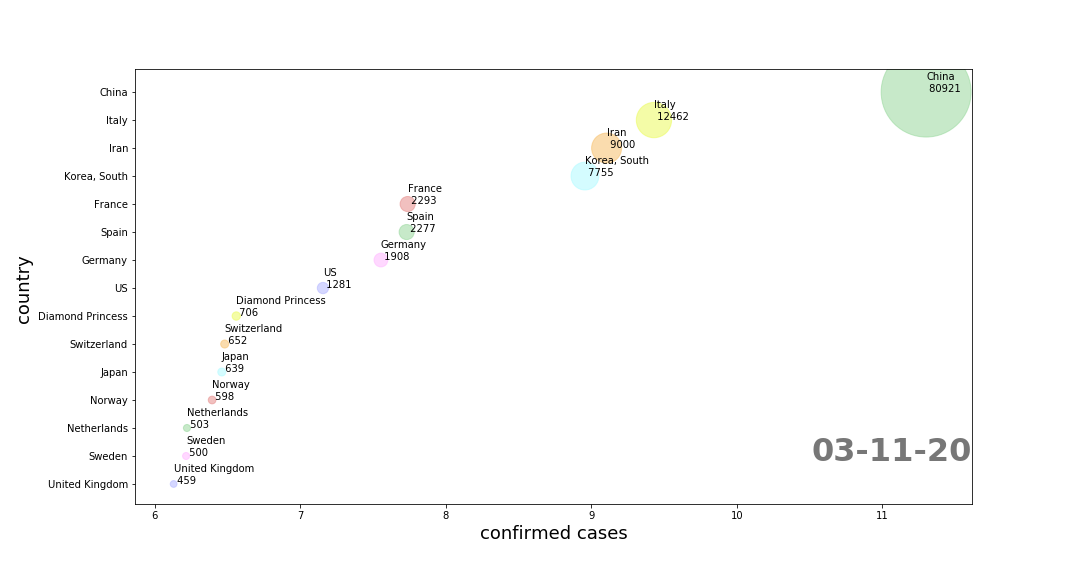 China
China
80921
Italy
Italy
12462
Iran
Iran
9000
Korea, South
Korea, South
7755
France
France
2293
Spain
Spain
2277
Germany
Germany
1908
US
US
1281
Diamond Princess
Diamond Princess
706
Switzerland
Switzerland
652
Japan
Japan
639
Norway
Norway
598
Netherlands
Netherlands
503
Sweden
Sweden
500
United Kingdom
United Kingdom
459
03-11-20
country
6 7 8 9 10 11
confirmed cases